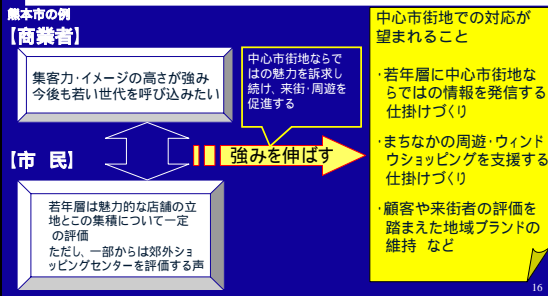 熊本市の例
【商業者】
集客力・イメージの高さが強み
今後も若い世代を呼び込みたい
中心市街地ならで
はの魅力を訴求し
続け、来街・周遊を
促進する
【市　民】
強みを伸ばす
若年層は魅力的な店舗の立
地とこの集積について一定
の評価
ただし、一部からは郊外ショ
ッピングセンターを評価する声
中心市街地での対応が
望まれること
・若年層に中心市街地な
らではの情報を発信する
仕掛けづくり
・まちなかの周遊・ウィンド
ウショッピングを支援する
仕掛けづくり
・顧客や来街者の評価を
踏まえた地域ブランドの
維持　など
16